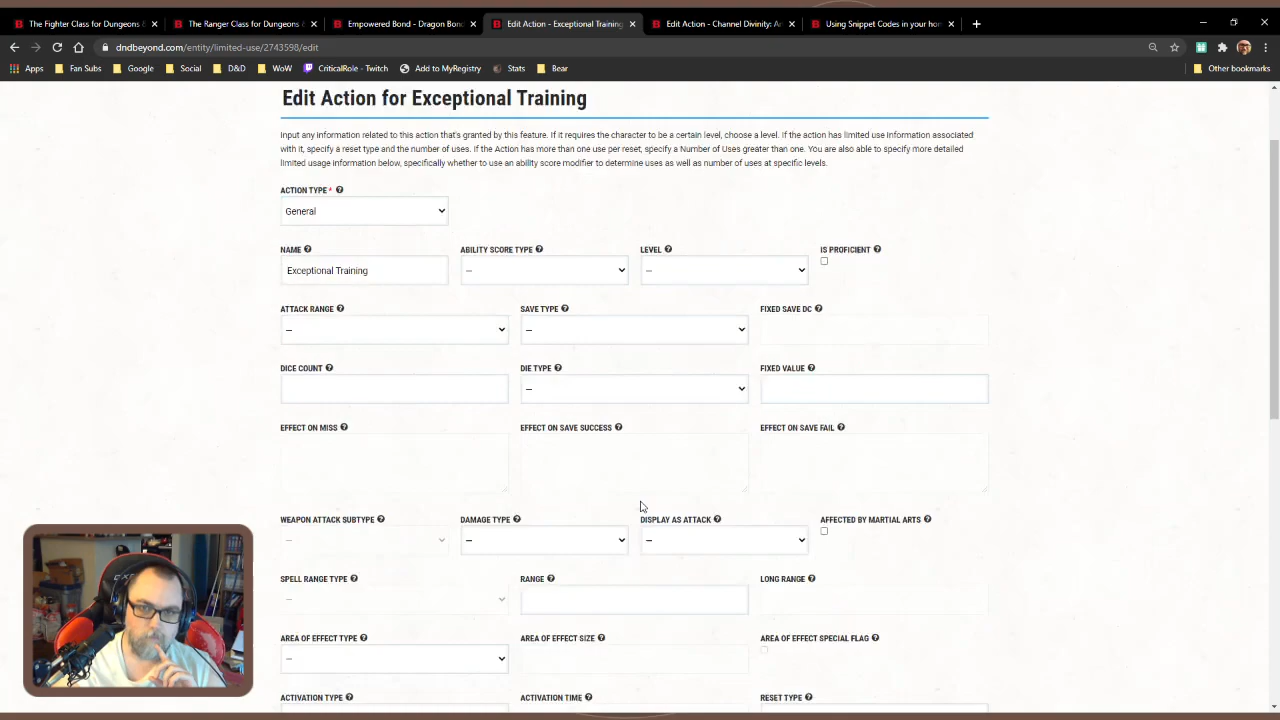 The Fighter Class for Dungeons &
The Ranger Class for Dungeons &
Empowered Bond - Dragon Bond
Edit Action - Exceptional Training
Edit Action - Channel Divinity: A
Using Snippet Codes in your hom
dndbeyond.com/entity/limited-use/2743598/edit
Apps
Fan Subs
Google
Social
D&D
WoW
CriticalRole - Twitch
Add to MyRegistry
Stats
Bear
Other bookmarks
Edit Action for Exceptional Training
Input any information related to this action that's granted by this feature. If it requires the character to be a certain level, choose a level. If the action has limited use information associated
with it, specify a reset type and the number of uses. If the Action has more than one use per reset, specify a Number of Uses greater than one. You are also able to specify more detailed
limited usage information below, specifically whether to use an ability score modifier to determine uses as well as number of uses at specific levels.
ACTION TYPE *
General
NAME
ABILITY SCORE TYPE
LEVEL
IS PROFICIENT
Exceptional Training
--
--
ATTACK RANGE
SAVE TYPE
FIXED SAVE DC
--
--
DICE COUNT
DIE TYPE
FIXED VALUE
--
EFFECT ON MISS
EFFECT ON SAVE SUCCESS
EFFECT ON SAVE FAIL
WEAPON ATTACK SUBTYPE
DAMAGE TYPE
DISPLAY AS ATTACK
AFFECTED BY MARTIAL ARTS
--
--
--
SPELL RANGE TYPE
RANGE
LONG RANGE
--
AREA OF EFFECT TYPE
AREA OF EFFECT SIZE
AREA OF EFFECT SPECIAL FLAG
--
ACTIVATION TYPE
ACTIVATION TIME
RESET TYPE